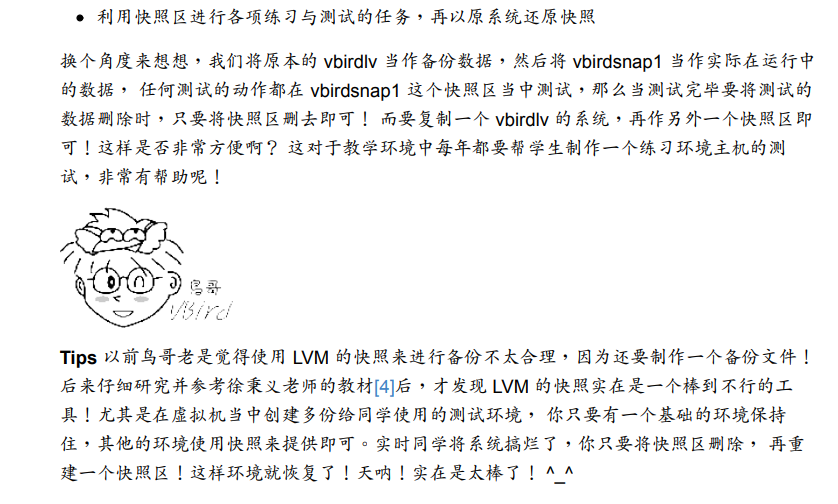 ● 利用快照区进行各项练习与测试的任务，再以原系统还原快照
换个角度来想想，我们将原本的 vbirdlv 当作备份数据，然后将 vbirdsnap1 当作实际在运行中
的数据， 任何测试的动作都在 vbirdsnap1 这个快照区当中测试，那么当测试完毕要将测试的
数据删除时，只要将快照区删去即可！ 而要复制一个 vbirdlv 的系统，再作另外一个快照区即
可！这样是否非常方便啊？ 这对于教学环境中每年都要帮学生制作一个练习环境主机的测
试，非常有帮助呢！
鸟哥
VBird
Tips 以前鸟哥老是觉得使用 LVM 的快照来进行备份不太合理，因为还要制作一个备份文件！
后来仔细研究并参考徐秉义老师的教材[4]后，才发现 LVM 的快照实在是一个棒到不行的工
具！尤其是在虚拟机当中创建多份给同学使用的测试环境， 你只要有一个基础的环境保持
住，其他的环境使用快照来提供即可。实时同学将系统搞烂了，你只要将快照区删除， 再重
建一个快照区！这样环境就恢复了！天呐！实在是太棒了！ ^_^